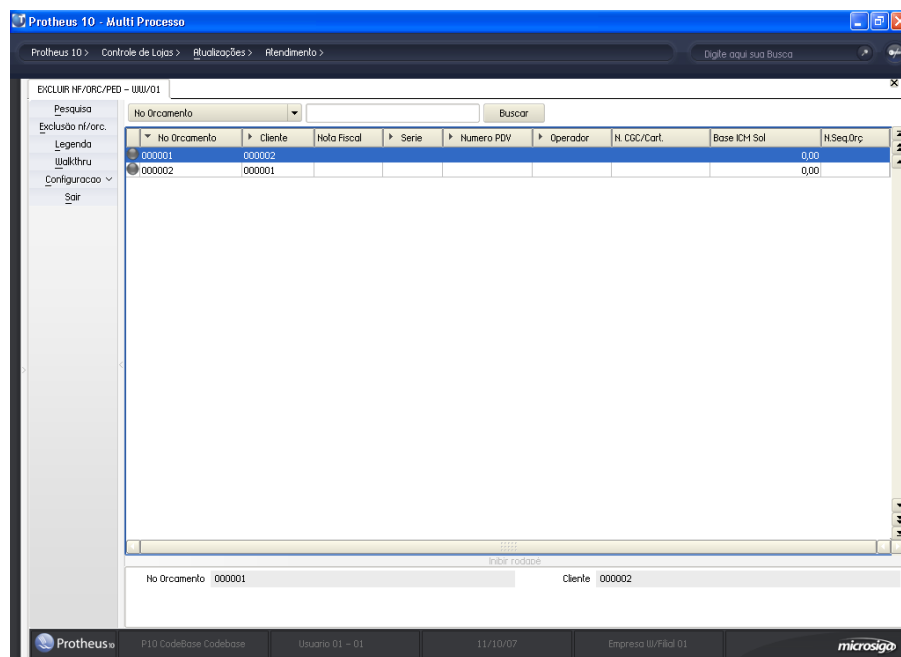 Protheus 10 - Multi Processo
Protheus 10 > Controle de Lojas > Atualizações > Atendimento >
Digite aqui sua Busca
EXCLUIR NF/ORC/PED - WW/01
Pesquisa
Exclusão nf/orc.
Legenda
Walkthru
Configuracao
Sair
No Orcamento
Buscar
No Orcamento Cliente Nota Fiscal Serie Numero PDV Operador N. CGC/Cart. Base ICM Sol N.Seq.Orç
000001 000002 0,00
000002 000001 0,00
Inibir rodapé
No Orcamento 000001 Cliente 000002
Protheus 10 P10 CodeBase Codebase Usuario 01 - 01 11/10/07 Empresa W/Filial 01 microsiga